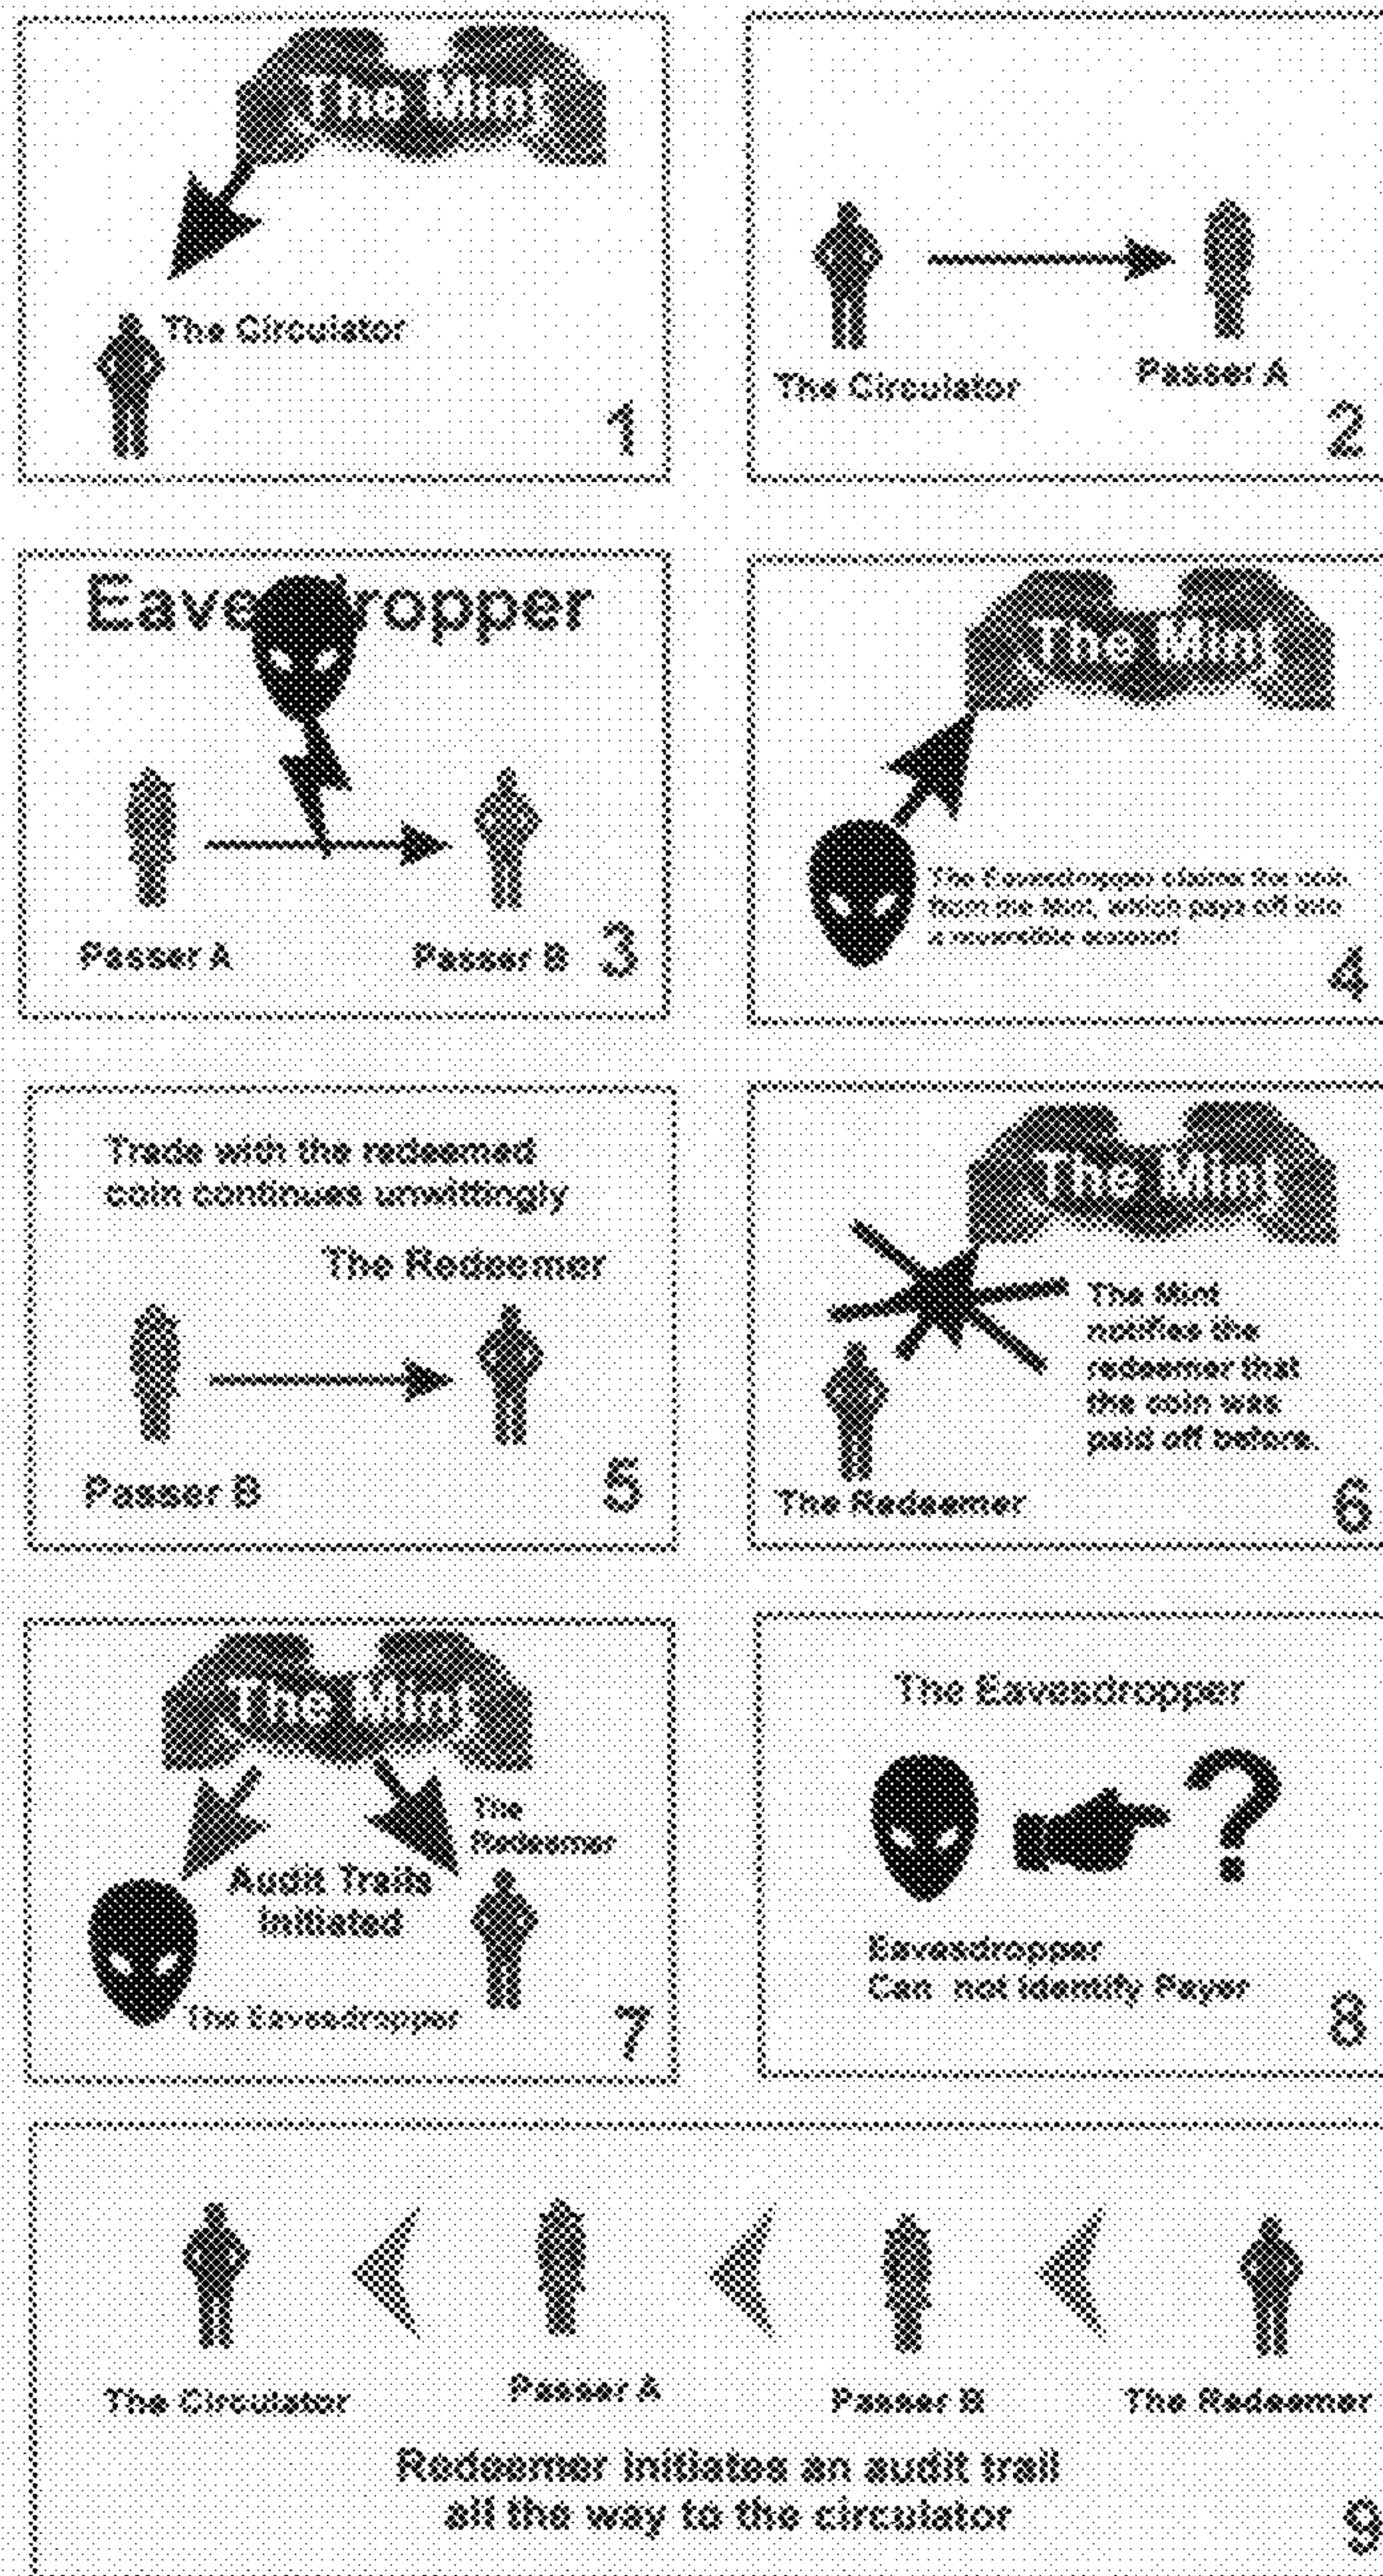 The Mint
The Circulator
1
The Circulator
Passer A
2
Eavesdropper
Passer A
Passer B
3
The Mint
The Eavesdropper claims the coin
from the Mint, which pays off into
a reversible account
4
Trade with the redeemed
coin continues unwittingly
The Redeemer
Passer B
5
The Mint
The Mint
notifies the
redeemer that
the coin was
paid off before.
The Redeemer
6
The Mint
The
Redeemer
Audit Trails
initiated
The Eavesdropper
7
The Eavesdropper
?
Eavesdropper
Can not identify Payer
8
The Circulator
Passer A
Passer B
The Redeemer
Redeemer initiates an audit trail
all the way to the circulator
9